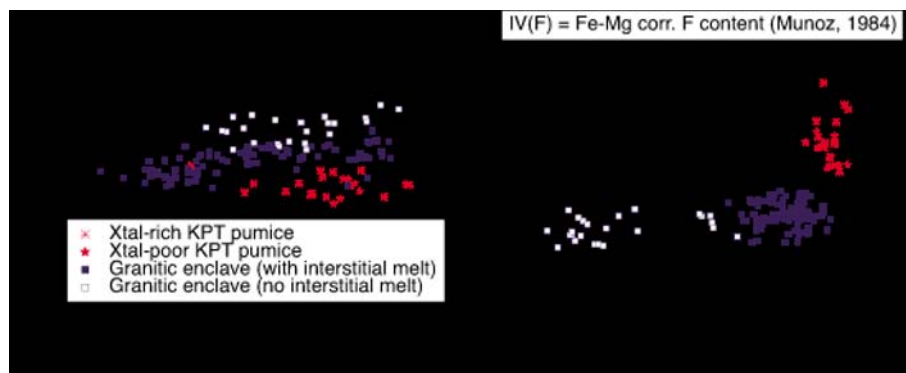 IV(F) = Fe-Mg corr. F content (Munoz, 1984)
Xtal-rich KPT pumice
Xtal-poor KPT pumice
Granitic enclave (with interstitial melt)
Granitic enclave (no interstitial melt)